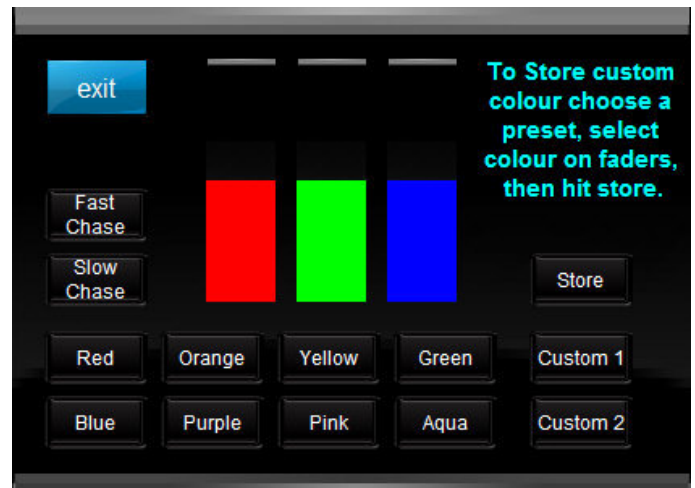 exit
To Store custom
colour choose a
preset, select
colour on faders,
then hit store.
Fast
Chase
Slow
Chase
Store
Red
Orange
Yellow
Green
Custom 1
Blue
Purple
Pink
Aqua
Custom 2